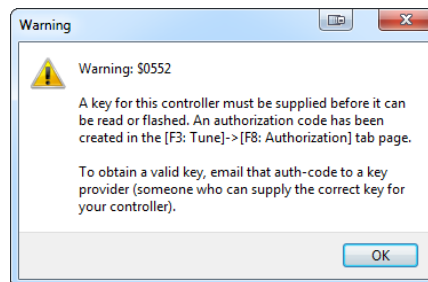 Warning
Warning: $0552
A key for this controller must be supplied before it can
be read or flashed. An authorization code has been
created in the [F3: Tune]->[F8: Authorization] tab page.
To obtain a valid key, email that auth-code to a key
provider (someone who can supply the correct key for
your controller).
OK